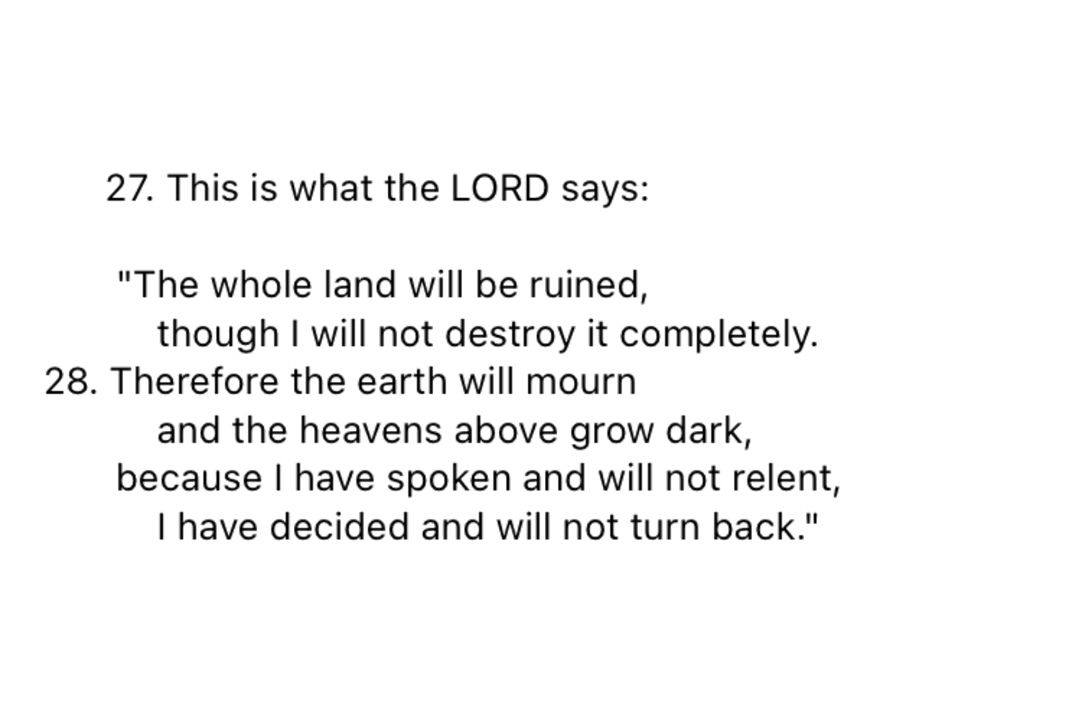 27. This is what the LORD says:
"The whole land will be ruined,
though I will not destroy it completely.
28. Therefore the earth will mourn
and the heavens above grow dark,
because I have spoken and will not relent,
I have decided and will not turn back."